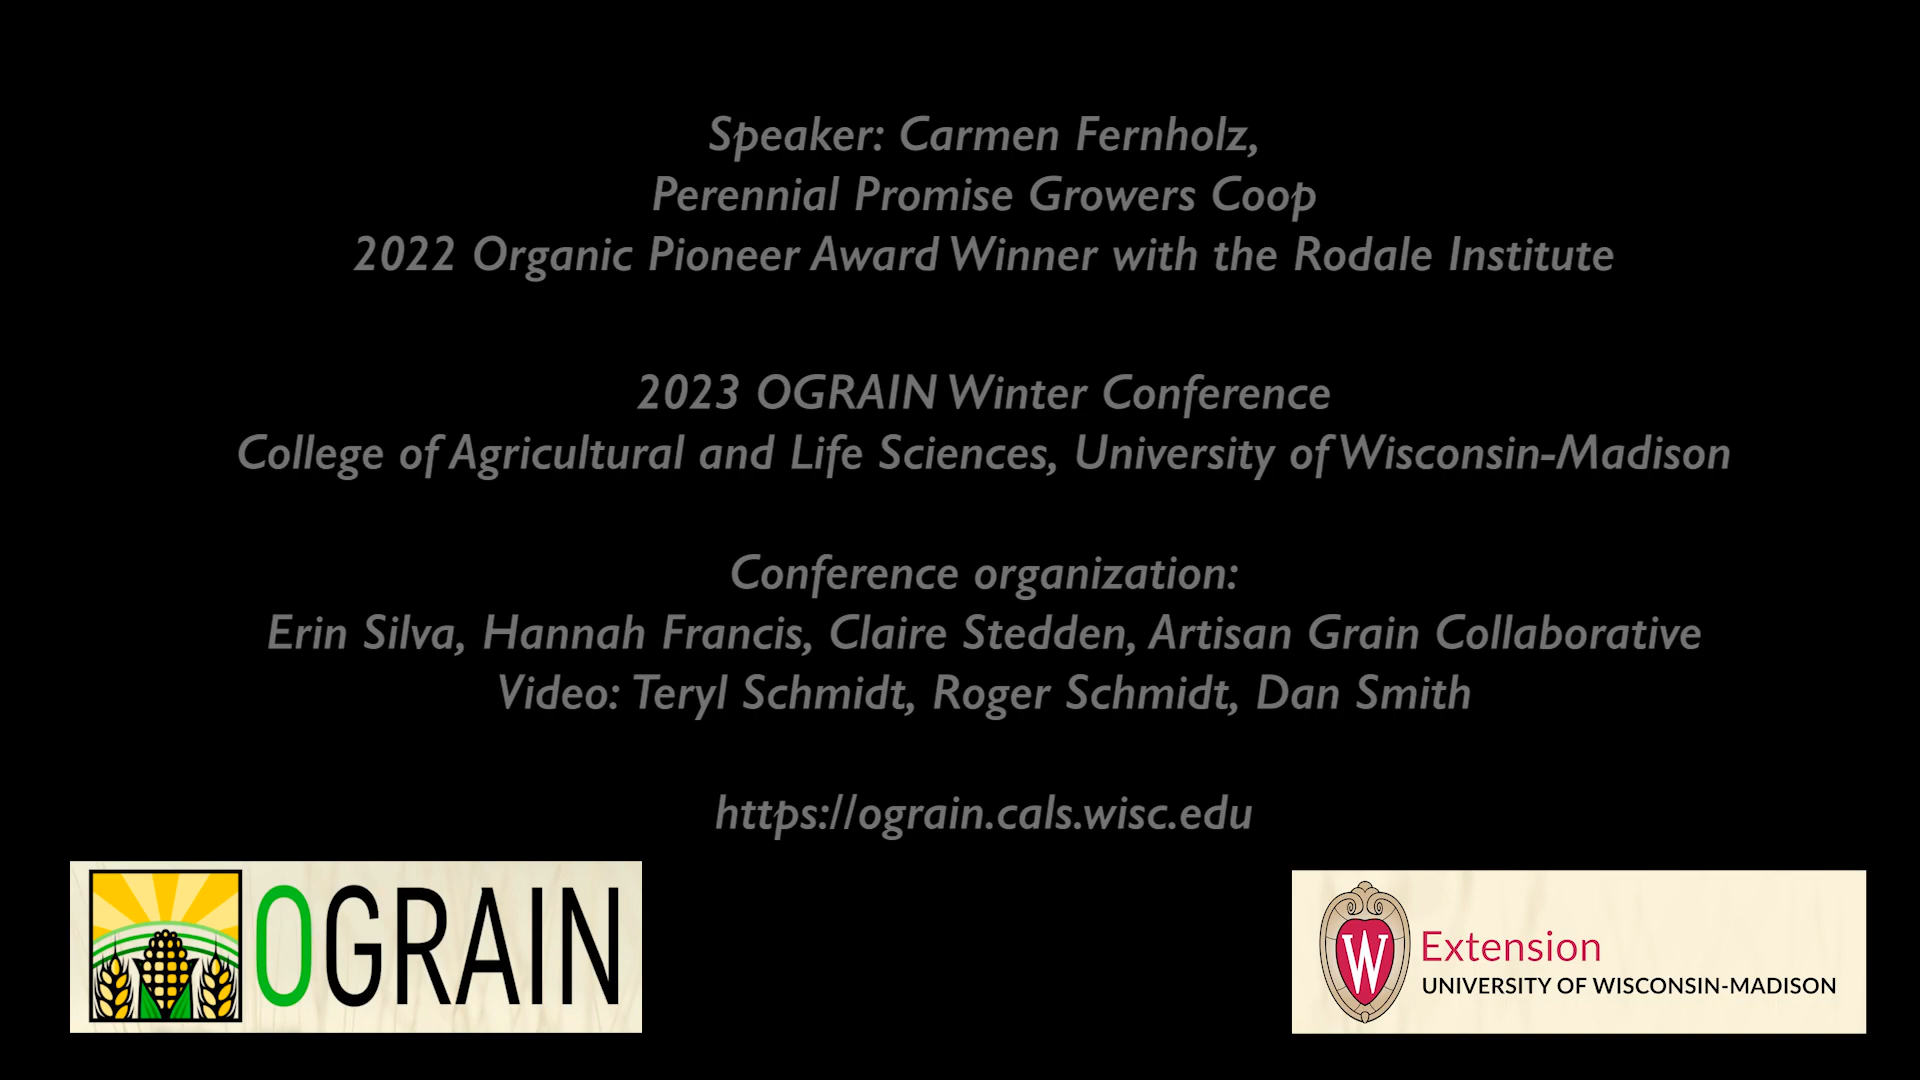 Speaker: Carmen Fernholz,
Perennial Promise Growers Coop
2022 Organic Pioneer Award Winner with the Rodale Institute
2023 OGRAIN Winter Conference
College of Agricultural and Life Sciences, University of Wisconsin-Madison
Conference organization:
Erin Silva, Hannah Francis, Claire Stedden, Artisan Grain Collaborative
Video: Teryl Schmidt, Roger Schmidt, Dan Smith
https://ograin.cals.wisc.edu
OGRAIN
W
Extension
UNIVERSITY OF WISCONSIN-MADISON